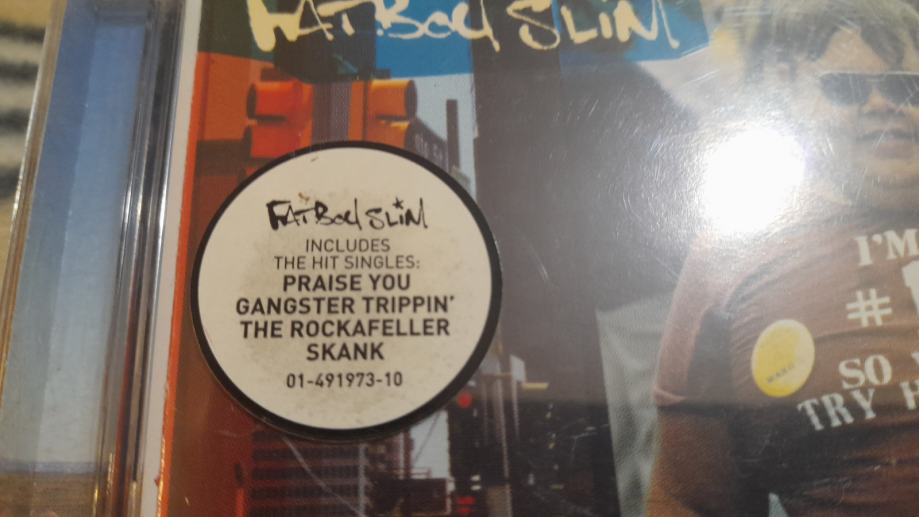 FATBOY SLIM
FATBOY SLIM
INCLUDES
THE HIT SINGLES:
PRAISE YOU
GANGSTER TRIPPIN'
THE ROCKAFELLER
SKANK
01-491973-10
I'M
#
SO
TRY